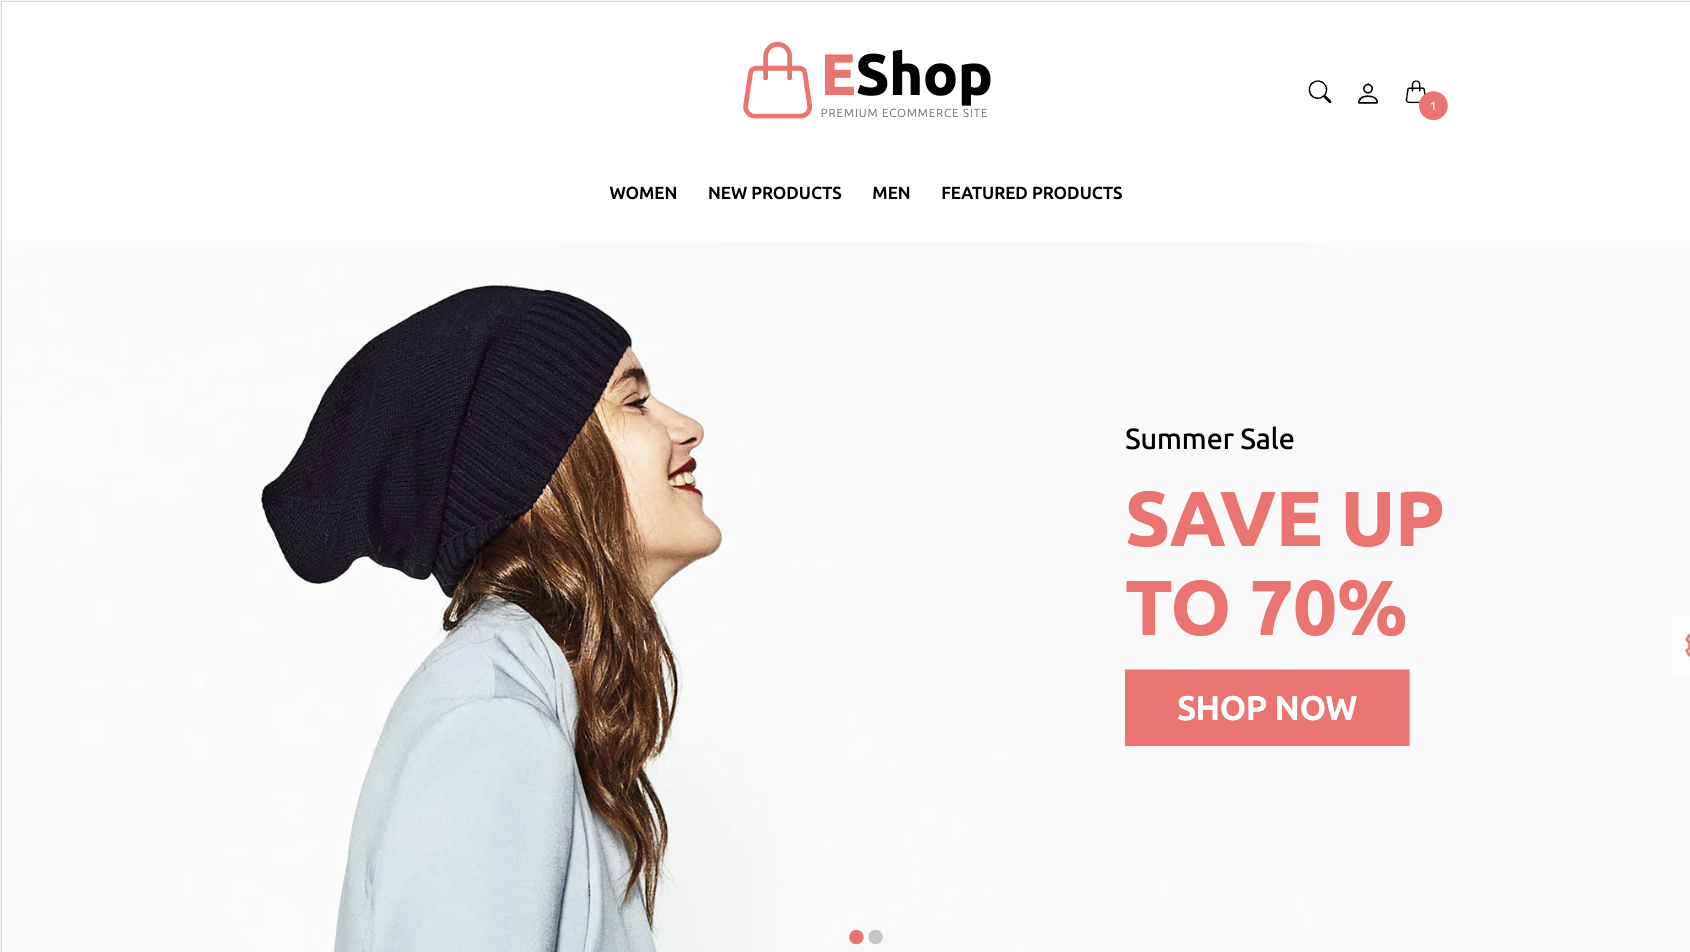 EShop
PREMIUM ECOMMERCE SITE
1
WOMEN NEW PRODUCTS MEN FEATURED PRODUCTS
Summer Sale
SAVE UP
TO 70%
SHOP NOW